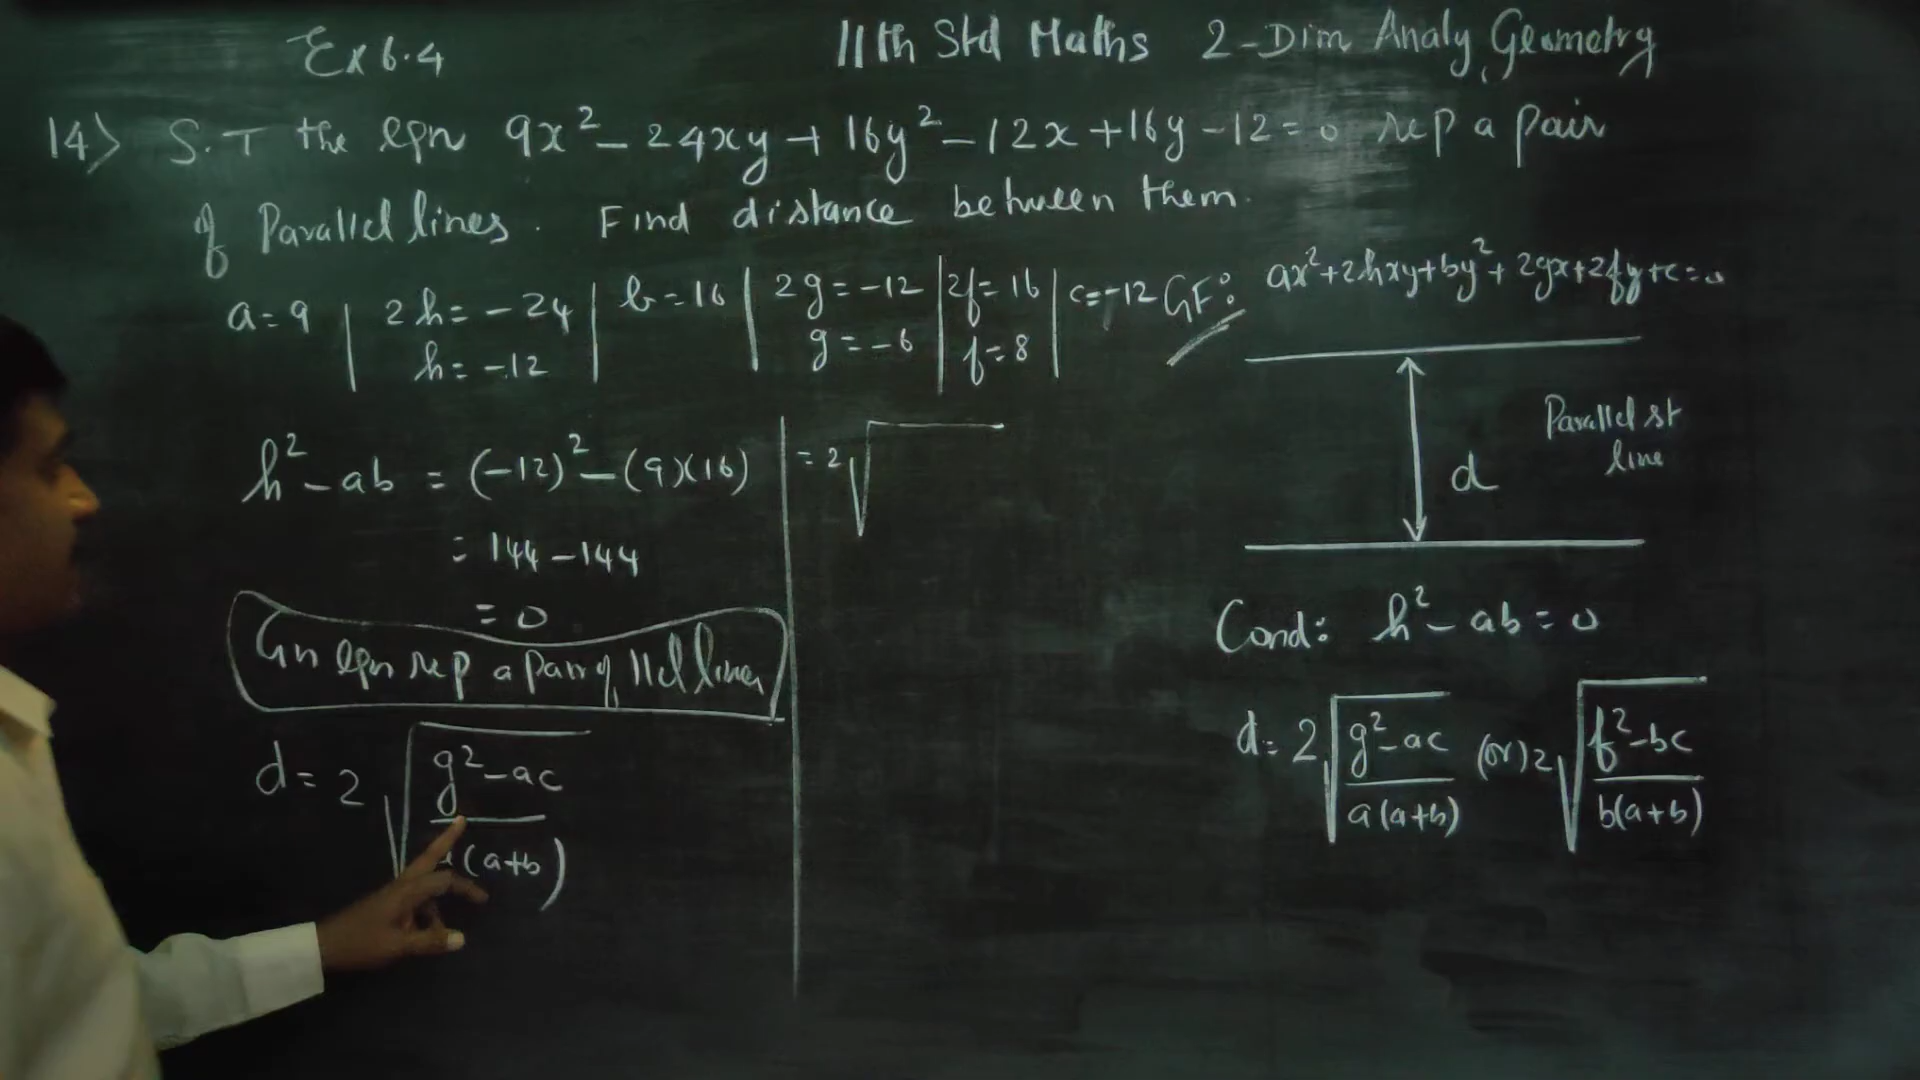 Ex 6.4
11th Std Maths 2-Dim Analy. Geometry
14) S.T the eqn 9x² - 24xy + 16y² - 12x + 16y - 12 = 0 rep a pair
of Parallel lines. Find distance between them.
a = 9 | 2h = -24 | b = 16 | 2g = -12 | 2f = 16 | c = -12
h = -12 | g = -6 | f = 8
GF: ax² + 2hxy + by² + 2gx + 2fy + c = 0
h² - ab = (-12)² - (9)(16)
= 144 - 144
= 0
Gn eqn rep a pair of llel lines
d = 2 √ g² - ac
(a+b)
= 2 √
Parallel st
line
d
Cond: h² - ab = 0
d = 2 √ g² - ac / a(a+b) (or) 2 √ f² - bc / b(a+b)